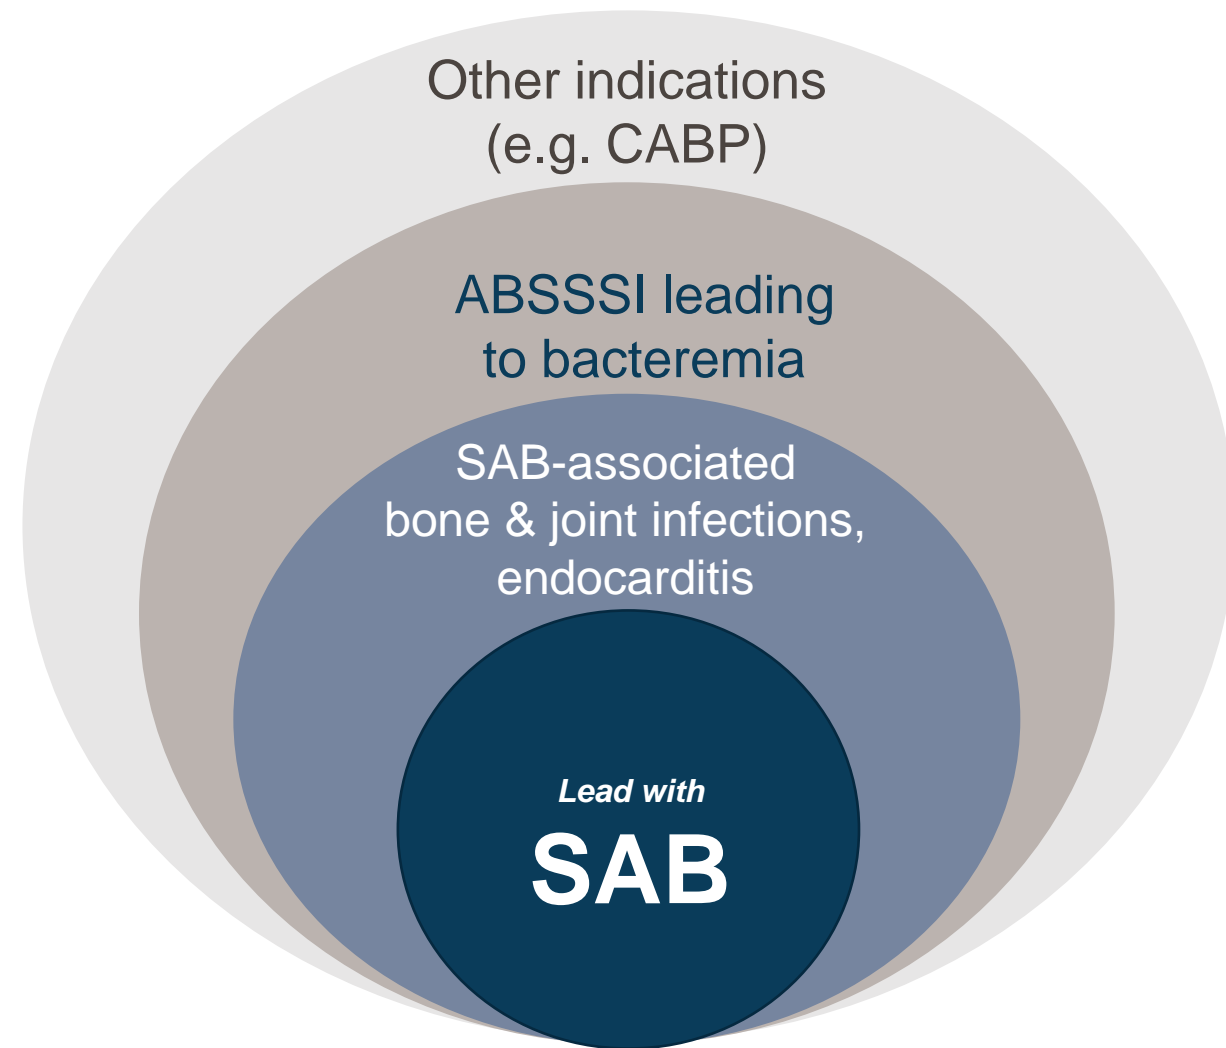 Other indications
(e.g. CABP)
ABSSSI leading
to bacteremia
SAB-associated
bone & joint infections,
endocarditis
Lead with
SAB